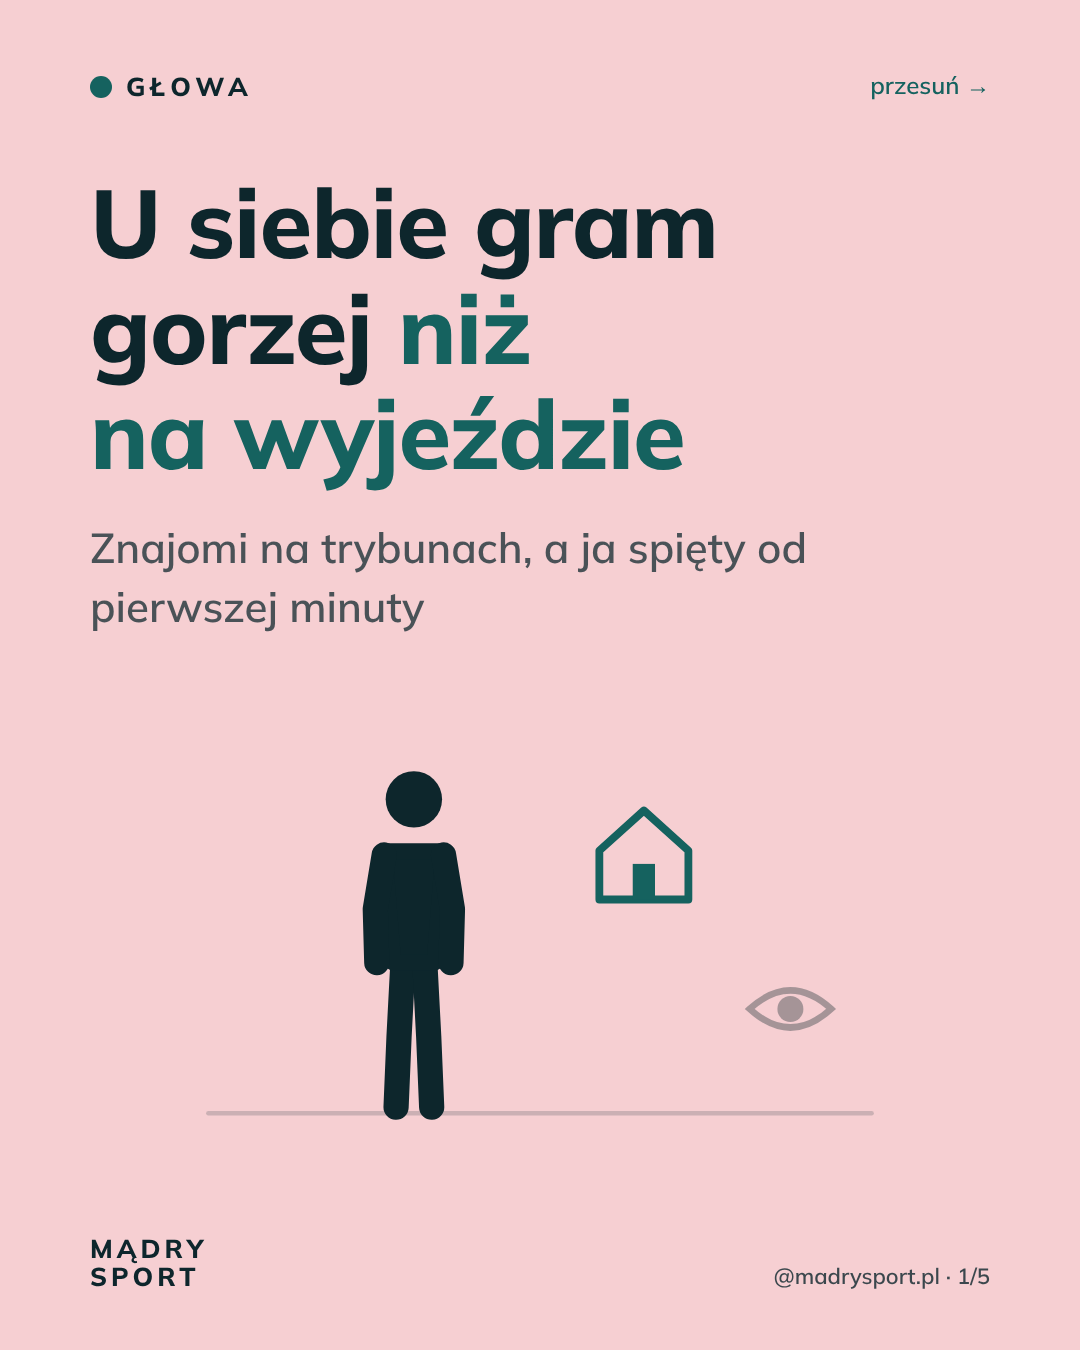 GŁOWA
przesuń →
U siebie gram
gorzej niż
na wyjeździe
Znajomi na trybunach, a ja spięty od
pierwszej minuty
MĄDRY
SPORT
@madrysport.pl · 1/5